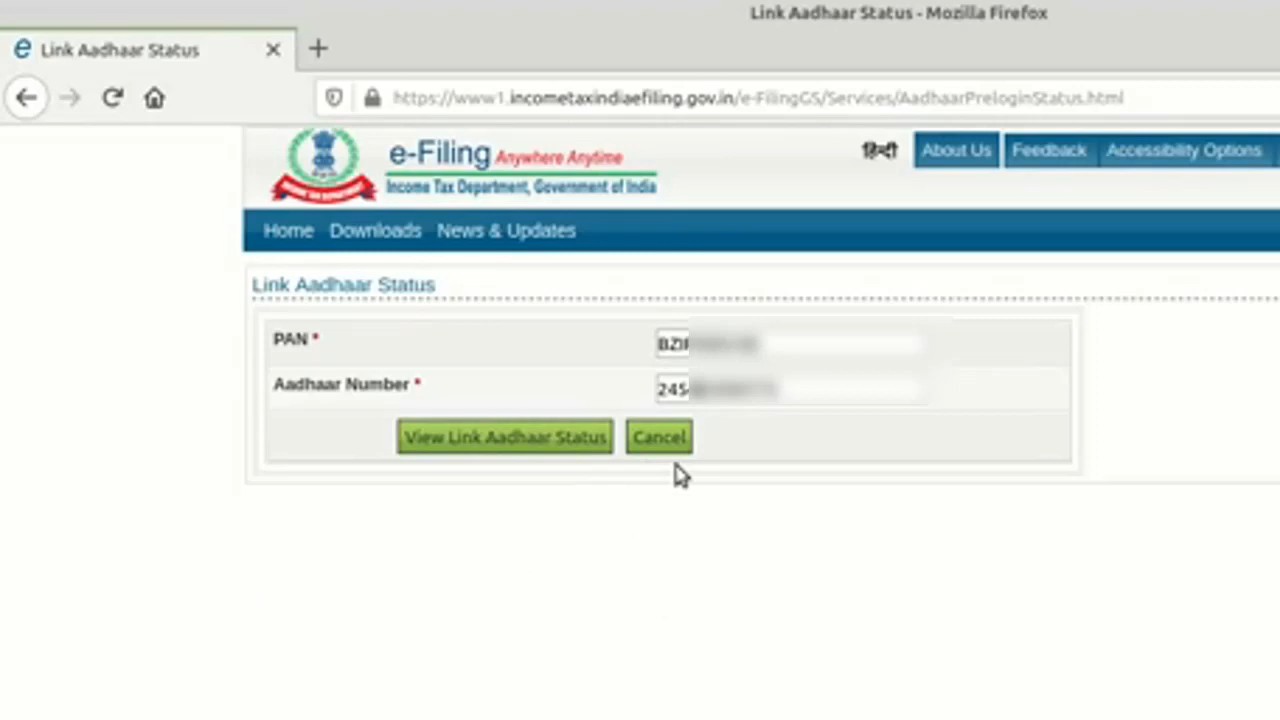 Link Aadhaar Status - Mozilla Firefox
Link Aadhaar Status
https://www1.incometaxindiaefiling.gov.in/e-FilingGS/Services/AadhaarPreloginStatus.html
e-Filing Anywhere Anytime
Income Tax Department, Government of India
हिन्दी About Us Feedback Accessibility Options
Home Downloads News & Updates
Link Aadhaar Status
PAN *
Aadhaar Number * 245
View Link Aadhaar Status Cancel